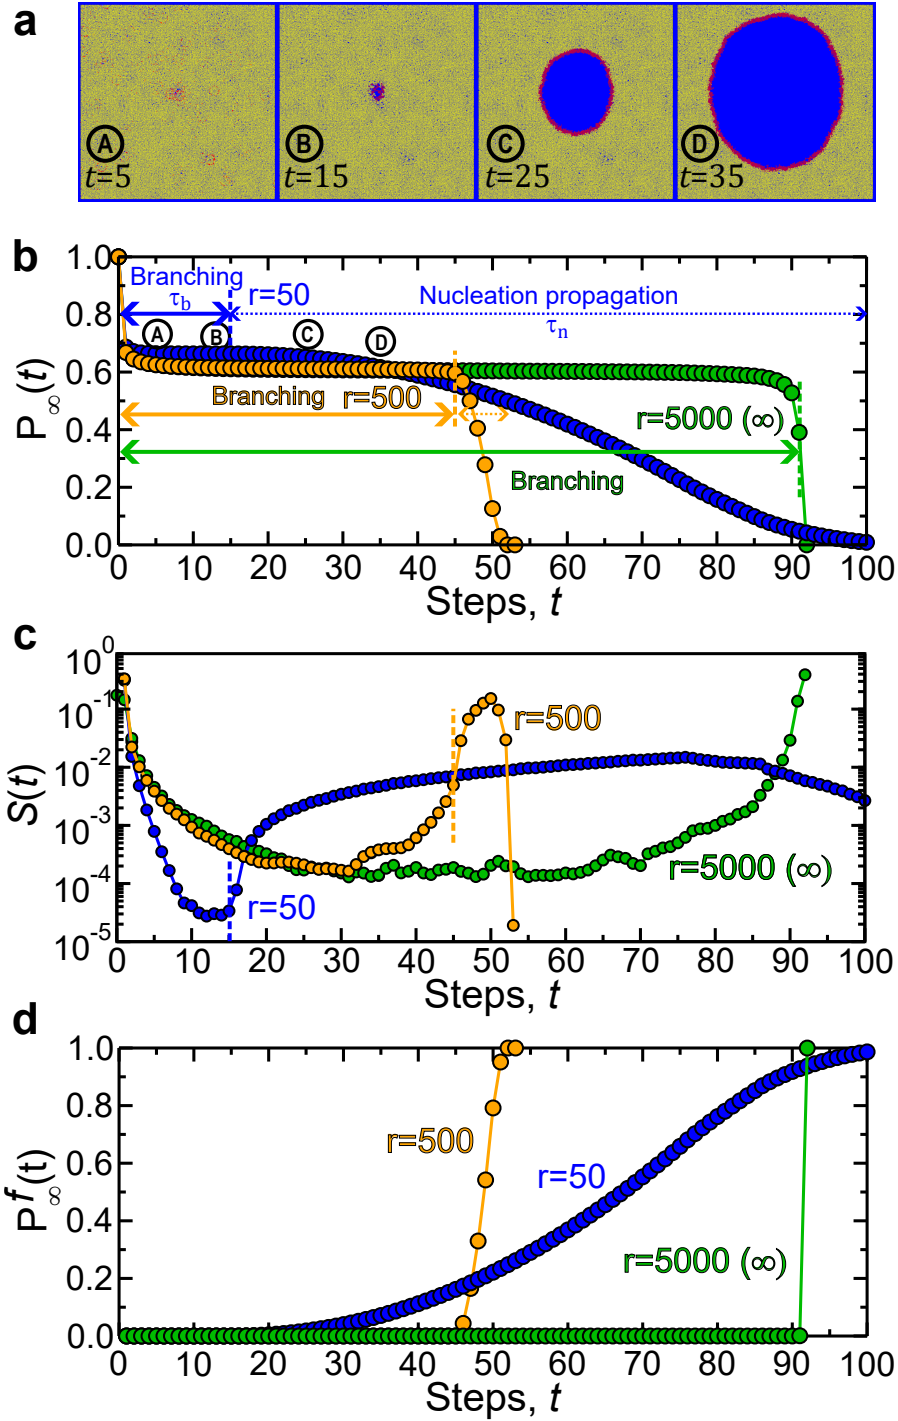 a
A B C D
t=5 t=15 t=25 t=35
b
1.0
0.8
0.6
0.4
0.2
0.0
P∞(t)
Branching
τb
r=50
Nucleation propagation
τn
A B C D
Branching r=500
r=5000 (∞)
Branching
0 10 20 30 40 50 60 70 80 90 100
Steps, t
c
10⁰
10⁻¹
10⁻²
10⁻³
10⁻⁴
10⁻⁵
S(t)
r=500
r=5000 (∞)
r=50
0 10 20 30 40 50 60 70 80 90 100
Steps, t
d
1.0
0.8
0.6
0.4
0.2
0.0
P∞ᶠ(t)
r=500
r=50
r=5000 (∞)
0 10 20 30 40 50 60 70 80 90 100
Steps, t